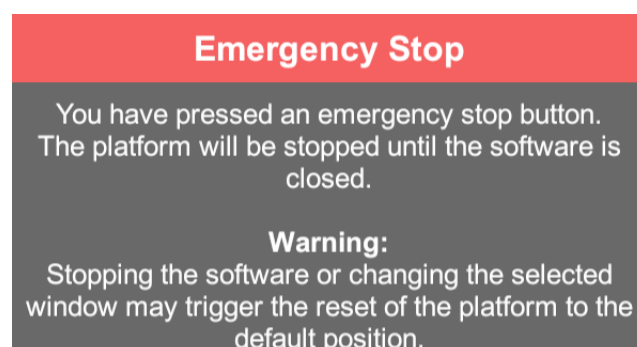 Emergency Stop
You have pressed an emergency stop button.
The platform will be stopped until the software is
closed.
Warning:
Stopping the software or changing the selected
window may trigger the reset of the platform to the
default position.